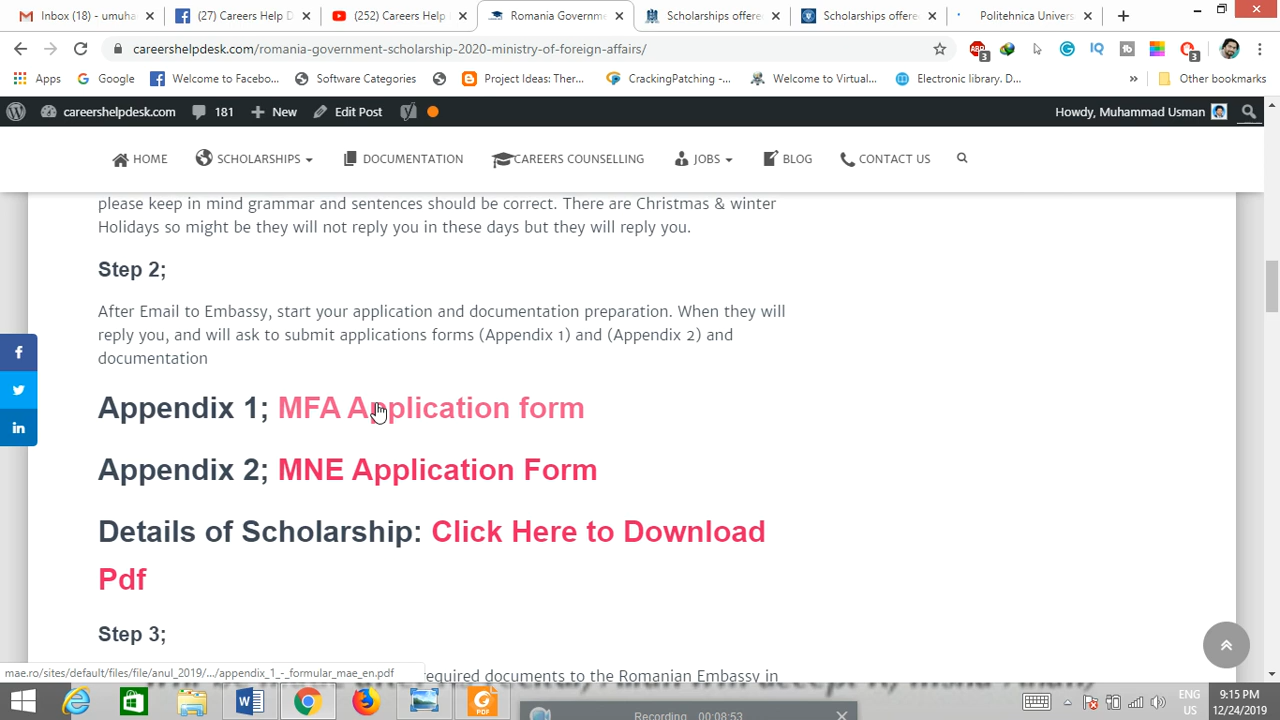 Inbox (18) - umuha
(27) Careers Help D
(252) Careers Help
Romania Governme
Scholarships offere
Scholarships offere
Politehnica Univers
careershelpdesk.com/romania-government-scholarship-2020-ministry-of-foreign-affairs/
Apps
Google
Welcome to Facebo...
Software Categories
Project Ideas: Ther...
CrackingPatching -...
Welcome to Virtual...
Electronic library. D...
Other bookmarks
careershelpdesk.com
181
New
Edit Post
Howdy, Muhammad Usman
HOME
SCHOLARSHIPS
DOCUMENTATION
CAREERS COUNSELLING
JOBS
BLOG
CONTACT US
please keep in mind grammar and sentences should be correct. There are Christmas & winter
Holidays so might be they will not reply you in these days but they will reply you.
Step 2;
After Email to Embassy, start your application and documentation preparation. When they will
reply you, and will ask to submit applications forms (Appendix 1) and (Appendix 2) and
documentation
Appendix 1; MFA Application form
Appendix 2; MNE Application Form
Details of Scholarship: Click Here to Download
Pdf
Step 3;
equired documents to the Romanian Embassy in
mae.ro/sites/default/files/file/anul_2019/.../appendix_1_-_formular_mae_en.pdf
Recording 00:08:53
ENG
US
9:15 PM
12/24/2019